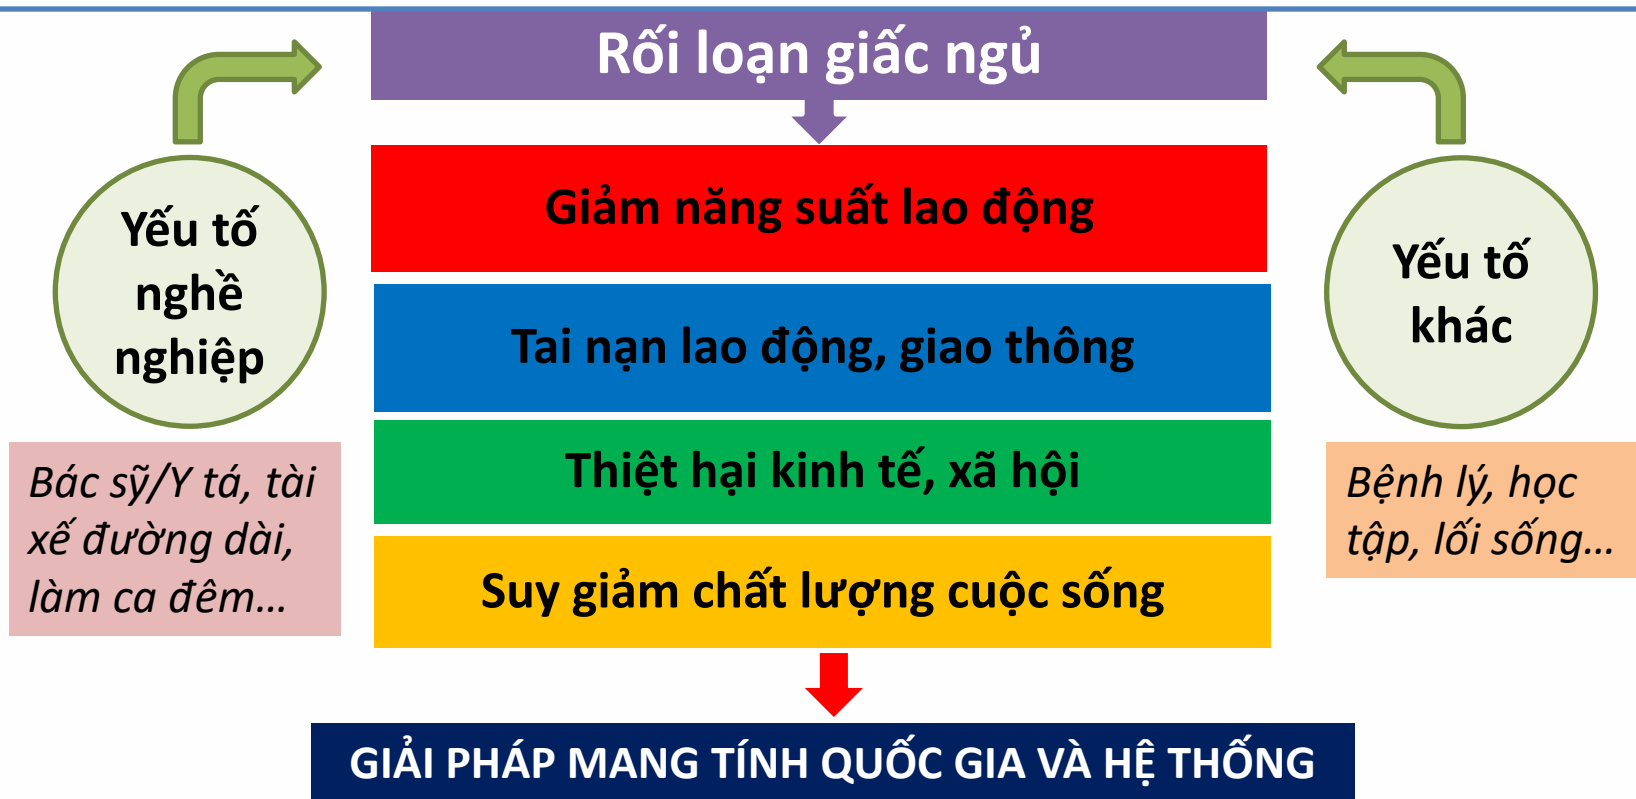 Rối loạn giấc ngủ
Giảm năng suất lao động
Tai nạn lao động, giao thông
Thiệt hại kinh tế, xã hội
Suy giảm chất lượng cuộc sống
GIẢI PHÁP MANG TÍNH QUỐC GIA VÀ HỆ THỐNG
Yếu tố
nghề
nghiệp
Bác sỹ/Y tá, tài
xế đường dài,
làm ca đêm...
Yếu tố
khác
Bệnh lý, học
tập, lối sống...